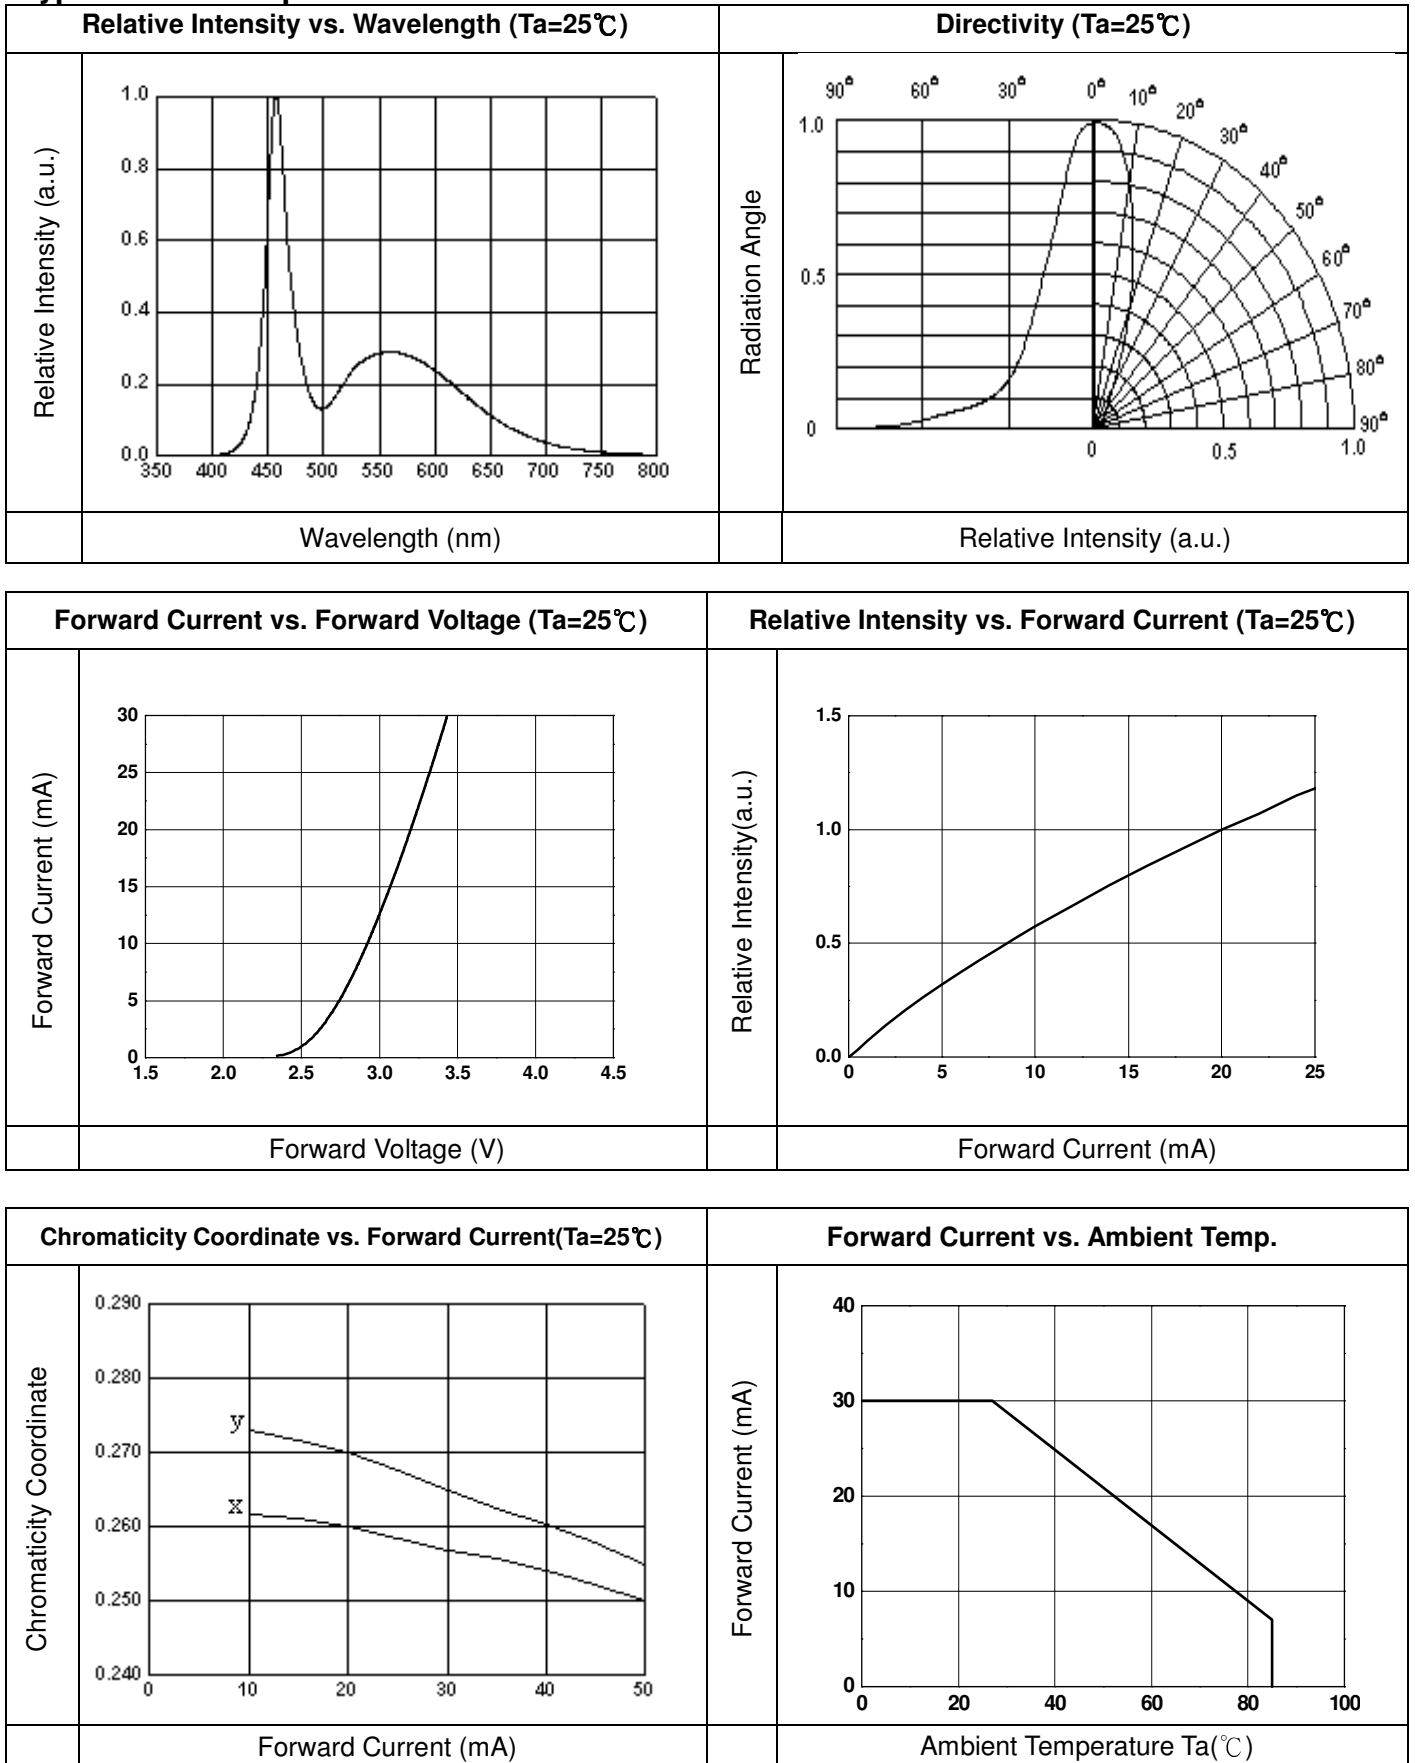 Relative Intensity vs. Wavelength (Ta=25℃)
Directivity (Ta=25℃)
Relative Intensity (a.u.)
1.0
0.8
0.6
0.4
0.2
0.0
350 400 450 500 550 600 650 700 750 800
Wavelength (nm)
Radiation Angle
90° 60° 30° 0° 10° 20° 30° 40° 50° 60° 70° 80° 90°
1.0
0.5
0
0 0.5 1.0
Relative Intensity (a.u.)
Forward Current vs. Forward Voltage (Ta=25℃)
Relative Intensity vs. Forward Current (Ta=25℃)
Forward Current (mA)
30
25
20
15
10
5
0
1.5 2.0 2.5 3.0 3.5 4.0 4.5
Forward Voltage (V)
Relative Intensity(a.u.)
1.5
1.0
0.5
0.0
0 5 10 15 20 25
Forward Current (mA)
Chromaticity Coordinate vs. Forward Current(Ta=25℃)
Forward Current vs. Ambient Temp.
Chromaticity Coordinate
0.290
0.280
0.270
0.260
0.250
0.240
y
x
0 10 20 30 40 50
Forward Current (mA)
Forward Current (mA)
40
30
20
10
0
0 20 40 60 80 100
Ambient Temperature Ta(℃)